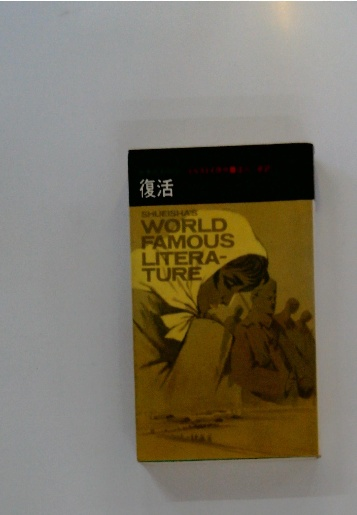 復活
SHUEISHA'S
WORLD
FAMOUS
LITERA-
TURE